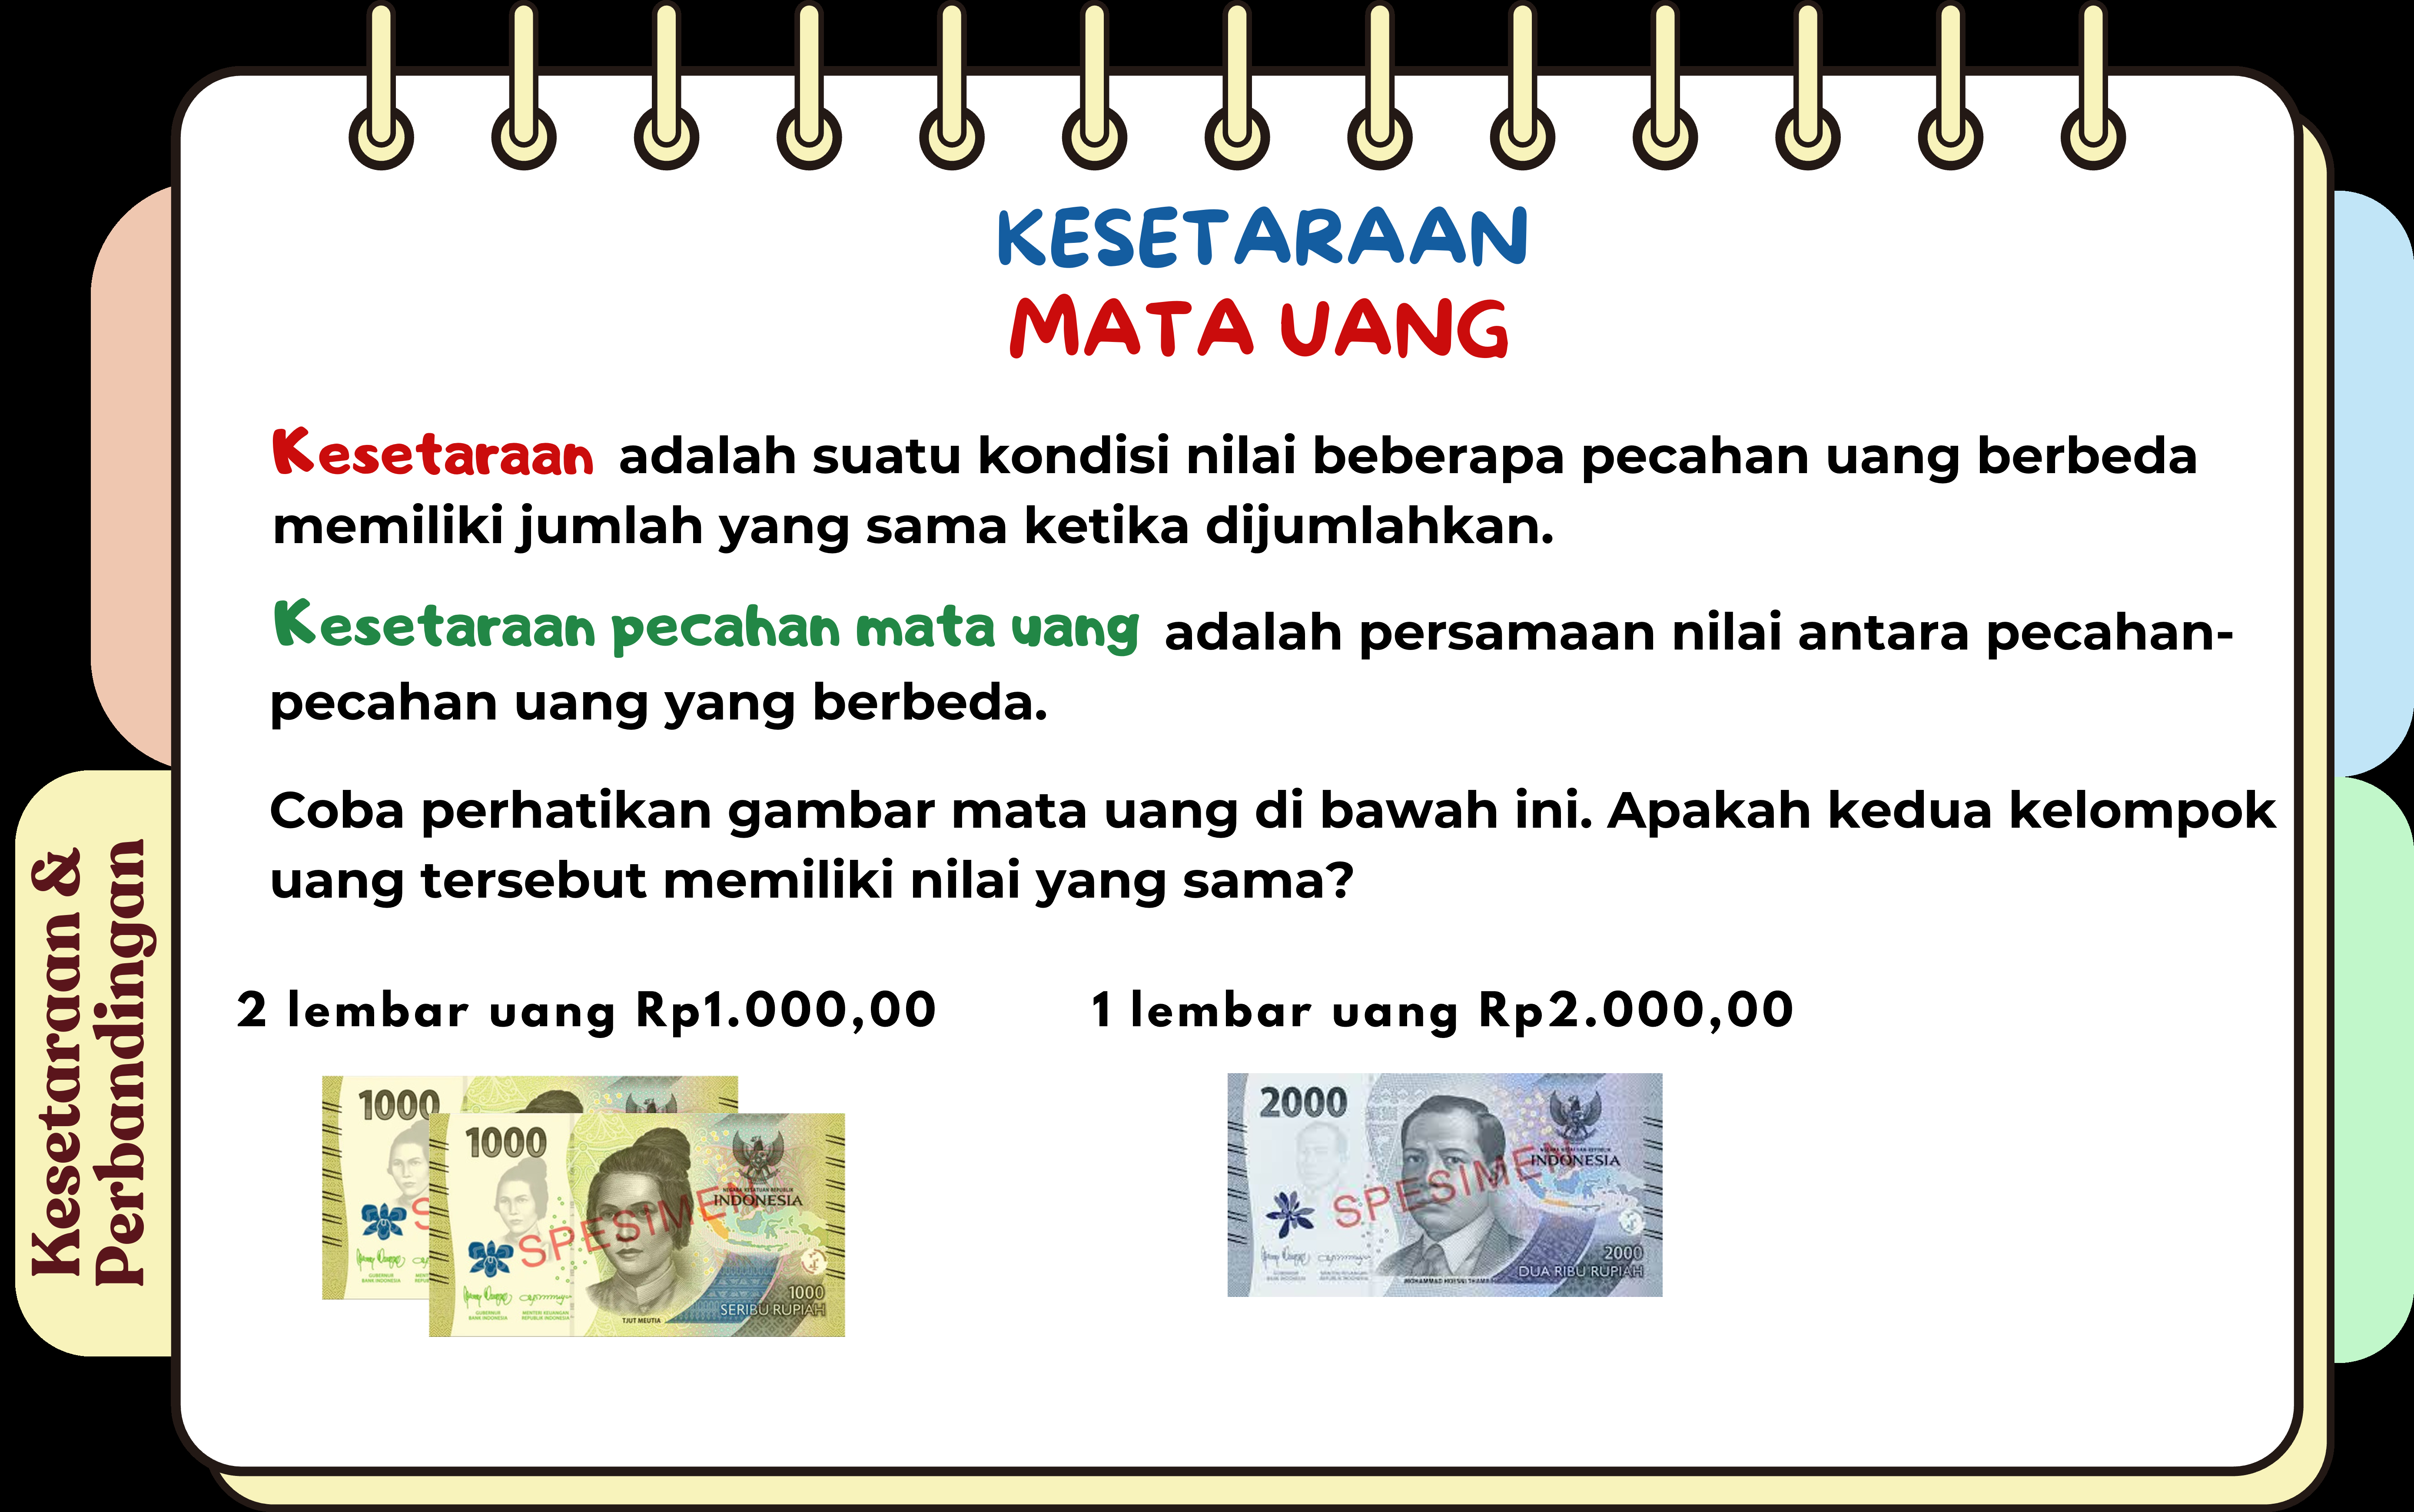 KESETARAAN
MATA UANG
Kesetaraan adalah suatu kondisi nilai beberapa pecahan uang berbeda
memiliki jumlah yang sama ketika dijumlahkan.
Kesetaraan pecahan mata uang adalah persamaan nilai antara pecahan-
pecahan uang yang berbeda.
Coba perhatikan gambar mata uang di bawah ini. Apakah kedua kelompok
uang tersebut memiliki nilai yang sama?
Kesetaraan &
Perbandingan
2 lembar uang Rp1.000,00
1 lembar uang Rp2.000,00
1000
1000
NEGARA KESATUAN REPUBLIK
INDONESIA
SPESIMEN
S
GUBERNUR
BANK INDONESIA
GUBERNUR
BANK INDONESIA
MENTERI KEUANGAN
REPUBLIK INDONESIA
TJUT MEUTIA
1000
SERIBU RUPIAH
2000
NEGARA KESATUAN REPUBLIK
INDONESIA
SPESIMEN
GUBERNUR
BANK INDONESIA
MENTERI KEUANGAN
REPUBLIK INDONESIA
2000
DUA RIBU RUPIAH